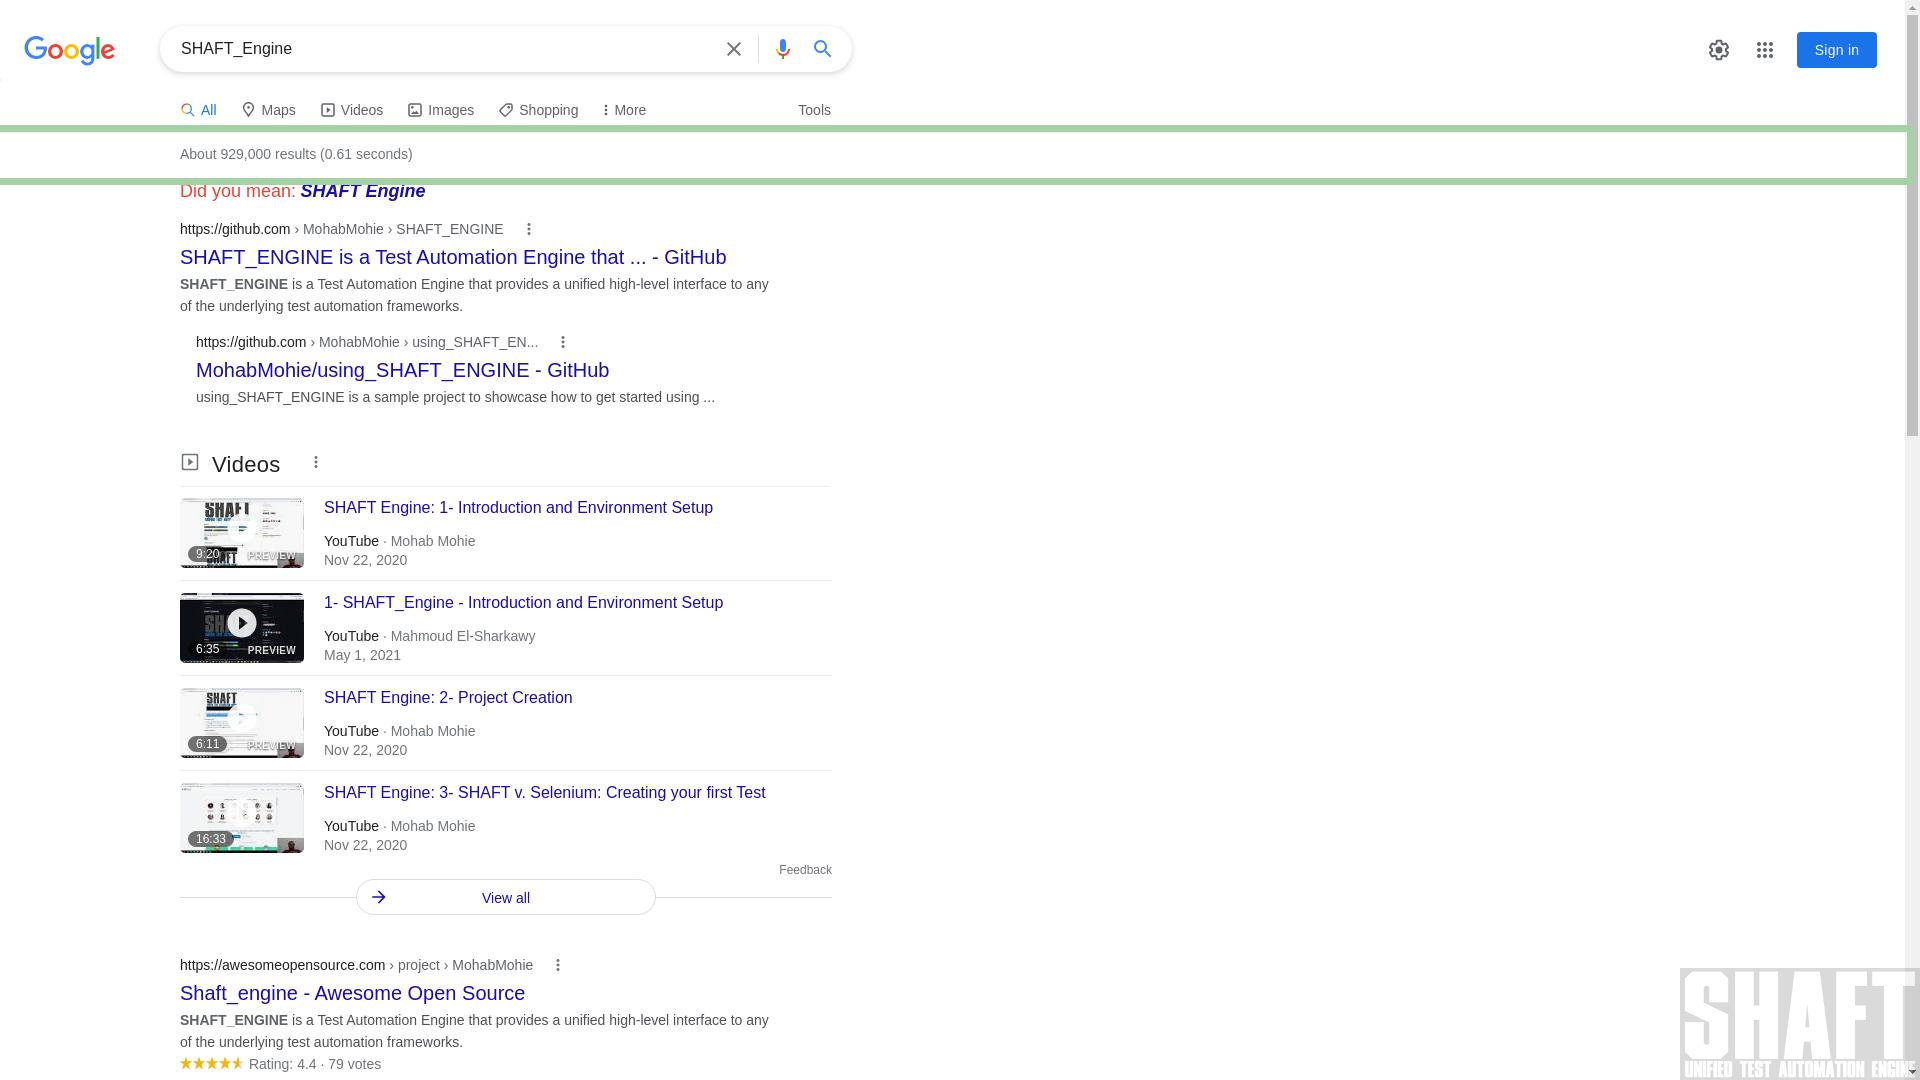 Google
SHAFT_Engine
Sign in
All
Maps
Videos
Images
Shopping
More
Tools
About 929,000 results (0.61 seconds)
Did you mean: SHAFT Engine
https://github.com › MohabMohie › SHAFT_ENGINE
SHAFT_ENGINE is a Test Automation Engine that ... - GitHub
SHAFT_ENGINE is a Test Automation Engine that provides a unified high-level interface to any
of the underlying test automation frameworks.
https://github.com › MohabMohie › using_SHAFT_EN...
MohabMohie/using_SHAFT_ENGINE - GitHub
using_SHAFT_ENGINE is a sample project to showcase how to get started using ...
Videos
SHAFT
9:20
PREVIEW
SHAFT Engine: 1- Introduction and Environment Setup
YouTube · Mohab Mohie
Nov 22, 2020
6:35
PREVIEW
1- SHAFT_Engine - Introduction and Environment Setup
YouTube · Mahmoud El-Sharkawy
May 1, 2021
SHAFT
6:11
PREVIEW
SHAFT Engine: 2- Project Creation
YouTube · Mohab Mohie
Nov 22, 2020
16:33
SHAFT Engine: 3- SHAFT v. Selenium: Creating your first Test
YouTube · Mohab Mohie
Nov 22, 2020
Feedback
View all
https://awesomeopensource.com › project › MohabMohie
Shaft_engine - Awesome Open Source
SHAFT_ENGINE is a Test Automation Engine that provides a unified high-level interface to any
of the underlying test automation frameworks.
Rating: 4.4 · 79 votes
SHAFT
UNIFIED TEST AUTOMATION ENGINE